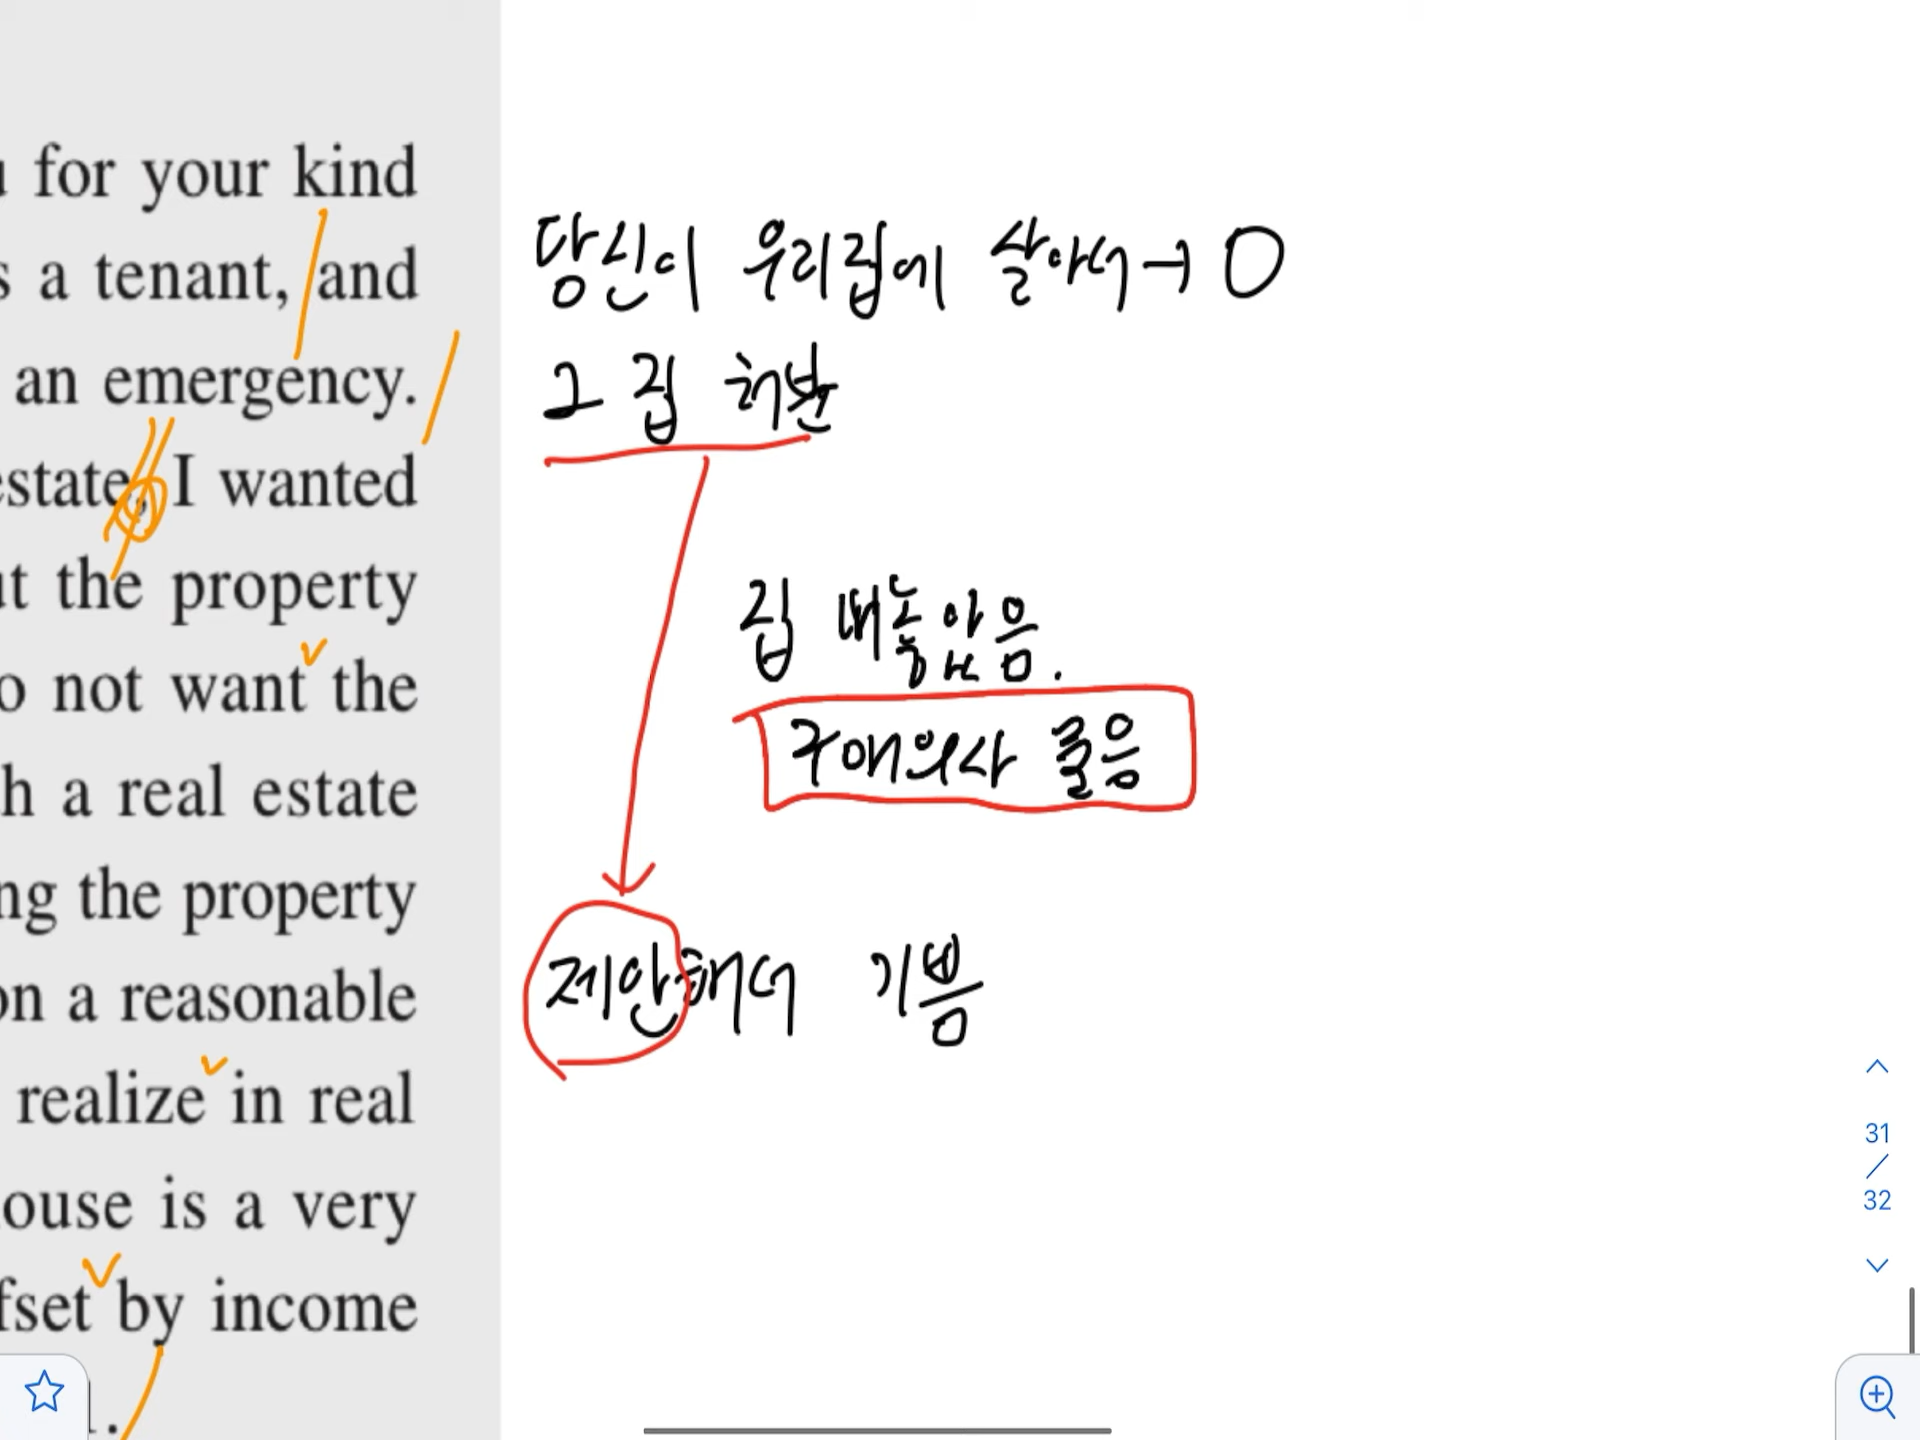 for your kind
s a tenant, and
an emergency.
estate, I wanted
ut the property
o not want the
h a real estate
ng the property
on a reasonable
realize in real
ouse is a very
fset by income
.
당신이 우리집에 살아서 → O
그 집 처분
집 내놓았음.
구매의사 물음
제안해서 기쁨
31
/
32